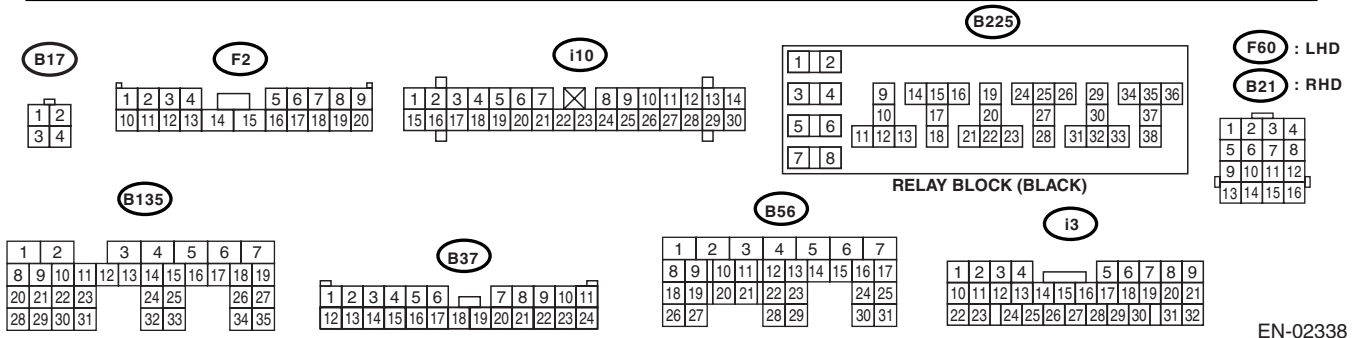 B17
1 2
3 4
F2
1 2 3 4 5 6 7 8 9
10 11 12 13 14 15 16 17 18 19 20
i10
1 2 3 4 5 6 7 8 9 10 11 12 13 14
15 16 17 18 19 20 21 22 23 24 25 26 27 28 29 30
B225
1 2
3 4 9 14 15 16 19 24 25 26 29 34 35 36
10 17 20 27 30 37
5 6 11 12 13 18 21 22 23 28 31 32 33 38
7 8
RELAY BLOCK (BLACK)
F60 : LHD
B21 : RHD
1 2 3 4
5 6 7 8
9 10 11 12
13 14 15 16
B135
1 2 3 4 5 6 7
8 9 10 11 12 13 14 15 16 17 18 19
20 21 22 23 24 25 26 27
28 29 30 31 32 33 34 35
B37
1 2 3 4 5 6 7 8 9 10 11
12 13 14 15 16 17 18 19 20 21 22 23 24
B56
1 2 3 4 5 6 7
8 9 10 11 12 13 14 15 16 17
18 19 20 21 22 23 24 25
26 27 28 29 30 31
i3
1 2 3 4 5 6 7 8 9
10 11 12 13 14 15 16 17 18 19 20 21
22 23 24 25 26 27 28 29 30 31 32
EN-02338